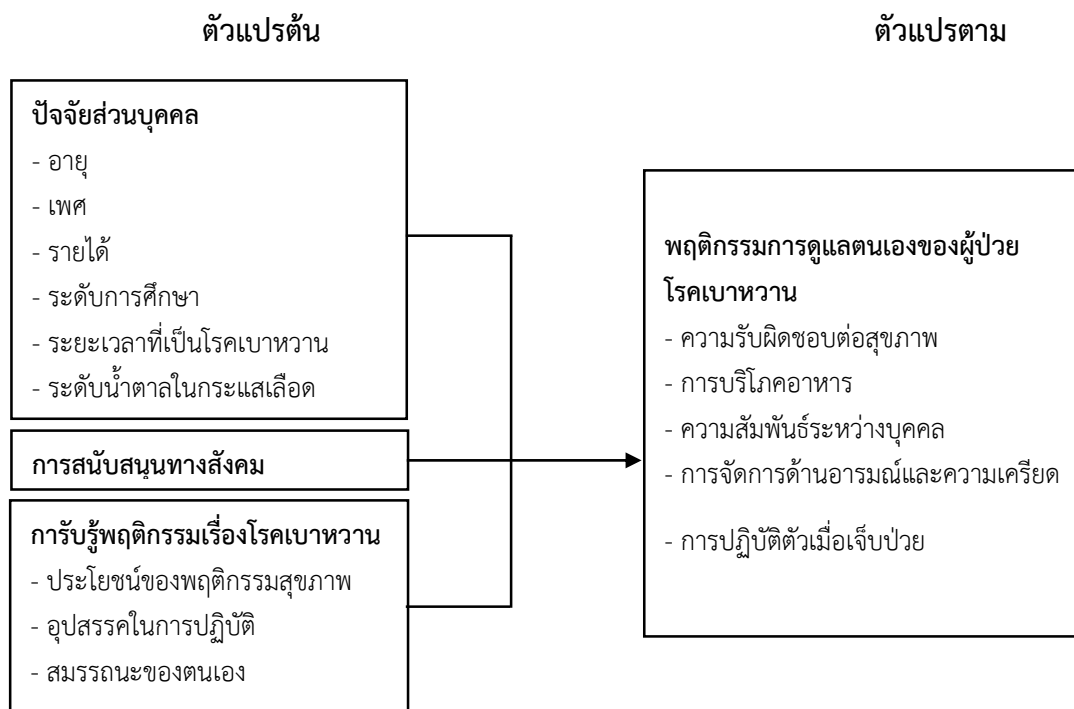 ตัวแปรต้น
ตัวแปรตาม
ปัจจัยส่วนบุคคล
- อายุ
- เพศ
- รายได้
- ระดับการศึกษา
- ระยะเวลาที่เป็นโรคเบาหวาน
- ระดับน้ำตาลในกระแสเลือด
การสนับสนุนทางสังคม
การับรู้พฤติกรรมเรื่องโรคเบาหวาน
- ประโยชน์ของพฤติกรรมสุขภาพ
- อุปสรรคในการปฏิบัติ
- สมรรถนะของตนเอง
พฤติกรรมการดูแลตนเองของผู้ป่วย
โรคเบาหวาน
- ความรับผิดชอบต่อสุขภาพ
- การบริโภคอาหาร
- ความสัมพันธ์ระหว่างบุคคล
- การจัดการด้านอารมณ์และความเครียด
- การปฏิบัติตัวเมื่อเจ็บป่วย